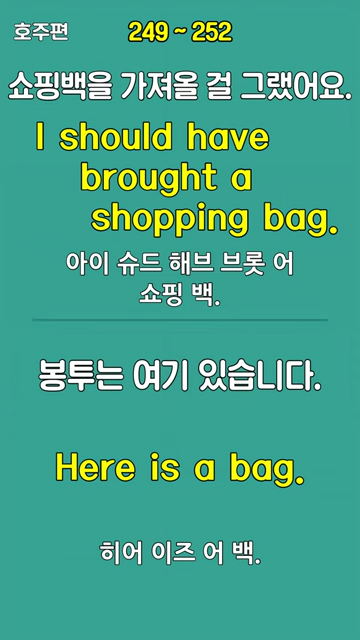 호주편 249 ~ 252
쇼핑백을 가져올 걸 그랬어요.
I should have
brought a
shopping bag.
아이 슈드 해브 브롯 어
쇼핑 백.
봉투는 여기 있습니다.
Here is a bag.
히어 이즈 어 백.